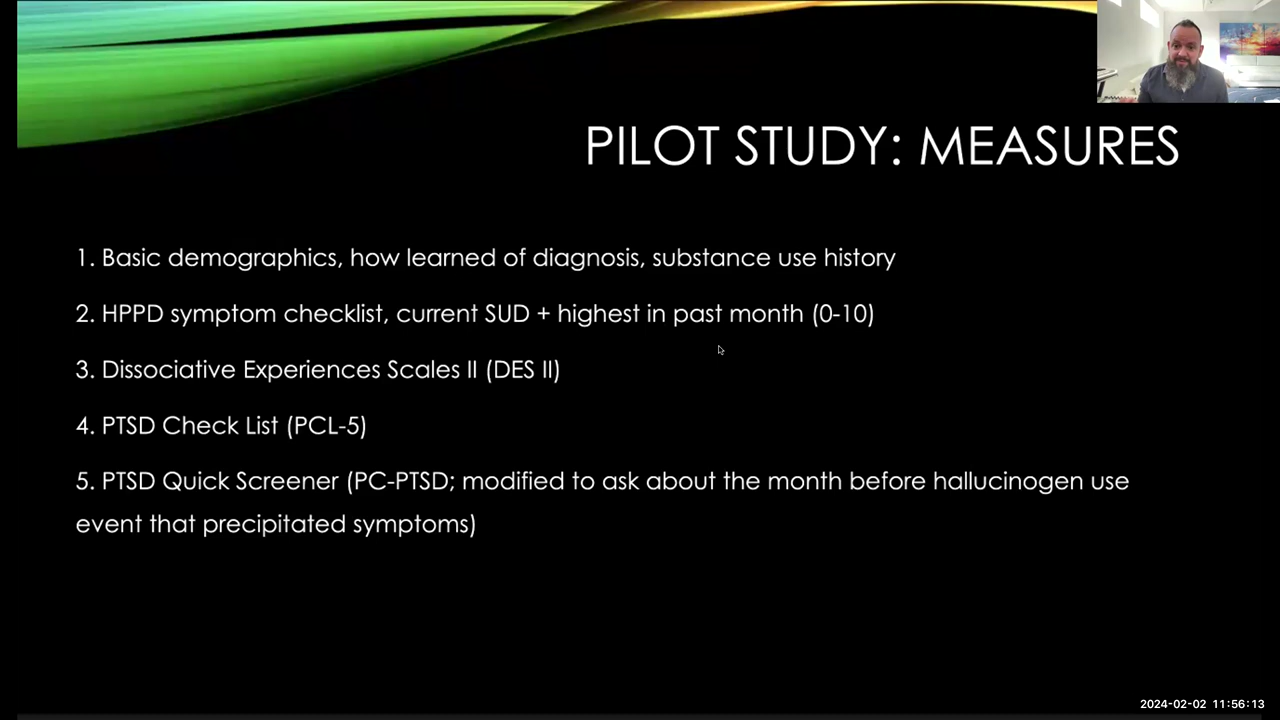 PILOT STUDY: MEASURES
1. Basic demographics, how learned of diagnosis, substance use history
2. HPPD symptom checklist, current SUD + highest in past month (0-10)
3. Dissociative Experiences Scales II (DES II)
4. PTSD Check List (PCL-5)
5. PTSD Quick Screener (PC-PTSD; modified to ask about the month before hallucinogen use
event that precipitated symptoms)
2024-02-02 11:56:13